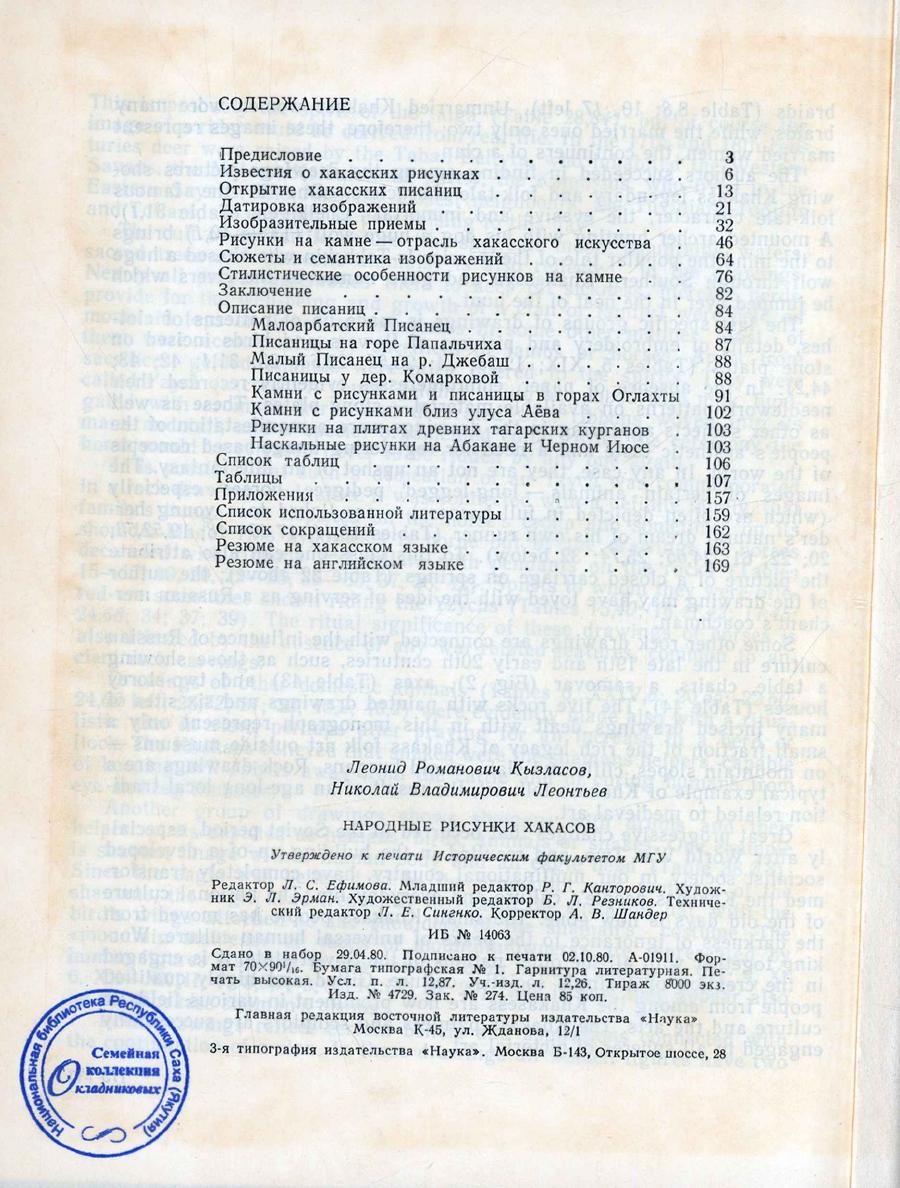 СОДЕРЖАНИЕ
Предисловие . . . . . . . . . . . . . 3
Известия о хакасских рисунках . . . . . . . 6
Открытие хакасских писаниц . . . . . . . . 13
Датировка изображений . . . . . . . . . 21
Изобразительные приемы . . . . . . . . . 32
Рисунки на камне — отрасль хакасского искусства . . 46
Сюжеты и семантика изображений . . . . . . 64
Стилистические особенности рисунков на камне . . 76
Заключение . . . . . . . . . . . . . 82
Описание писаниц . . . . . . . . . . . 84
Малоарбатский Писанец . . . . . . . . 84
Писаницы на горе Папальчиха . . . . . . 87
Малый Писанец на р. Джебаш . . . . . . 88
Писаницы у дер. Комарковой . . . . . . 88
Камни с рисунками и писаницы в горах Оглахты 91
Камни с рисунками близ улуса Аёва . . . . 102
Рисунки на плитах древних тагарских курганов . 103
Наскальные рисунки на Абакане и Черном Июсе . 103
Список таблиц . . . . . . . . . . . . 106
Таблицы . . . . . . . . . . . . . . 107
Приложения . . . . . . . . . . . . . 157
Список использованной литературы . . . . . . 159
Список сокращений . . . . . . . . . . . 162
Резюме на хакасском языке . . . . . . . . 163
Резюме на английском языке . . . . . . . . 169
Леонид Романович Кызласов,
Николай Владимирович Леонтьев
НАРОДНЫЕ РИСУНКИ ХАКАСОВ
Утверждено к печати Историческим факультетом МГУ
Редактор Л. С. Ефимова. Младший редактор Р. Г. Канторович. Худож-
ник Э. Л. Эрман. Художественный редактор Б. Л. Резников. Техниче-
ский редактор Л. Е. Синенко. Корректор А. В. Шандер
ИБ № 14063
Сдано в набор 29.04.80. Подписано к печати 02.10.80. А-01911. Фор-
мат 70×90¹/₁₆. Бумага типографская № 1. Гарнитура литературная. Пе-
чать высокая. Усл. п. л. 12,87. Уч.-изд. л. 12,26. Тираж 8000 экз.
Изд. № 4729. Зак. № 274. Цена 85 коп.
Главная редакция восточной литературы издательства «Наука»
Москва К-45, ул. Жданова, 12/1
3-я типография издательства «Наука». Москва Б-143, Открытое шоссе, 28
Национальная библиотека Республики Саха (Якутия)
Семейная
коллекция
Окладниковых